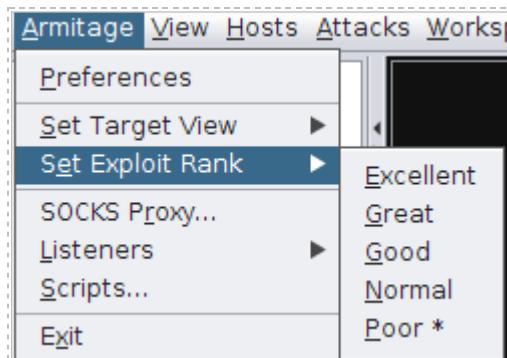 Armitage View Hosts Attacks
Preferences
Set Target View
Set Exploit Rank
SOCKS Proxy...
Listeners
Scripts...
Exit
Excellent
Great
Good
Normal
Poor *